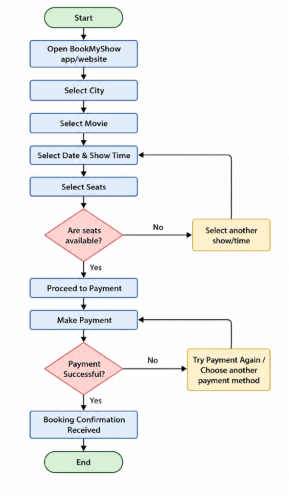 Start
Open BookMyShow
app/website
Select City
Select Movie
Select Date & Show Time
Select Seats
Are seats
available?
No
Select another
show/time
Yes
Proceed to Payment
Make Payment
Payment
Successful?
No
Try Payment Again /
Choose another
payment method
Yes
Booking Confirmation
Received
End